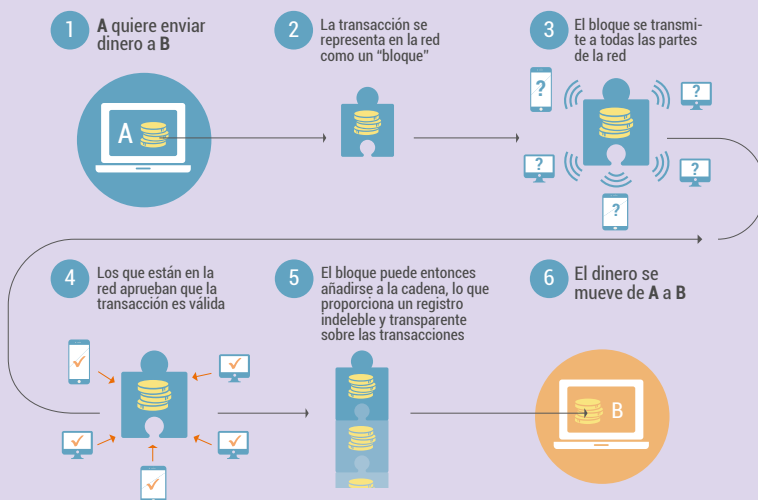 1
A quiere enviar
dinero a B
2
La transacción se
representa en la red
como un “bloque”
3
El bloque se transmi-
te a todas las partes
de la red
A
?
?
?
?
?
4
Los que están en la
red aprueban que la
transacción es válida
5
El bloque puede entonces
añadirse a la cadena, lo que
proporciona un registro
indeleble y transparente
sobre las transacciones
6
El dinero se
mueve de A a B
B